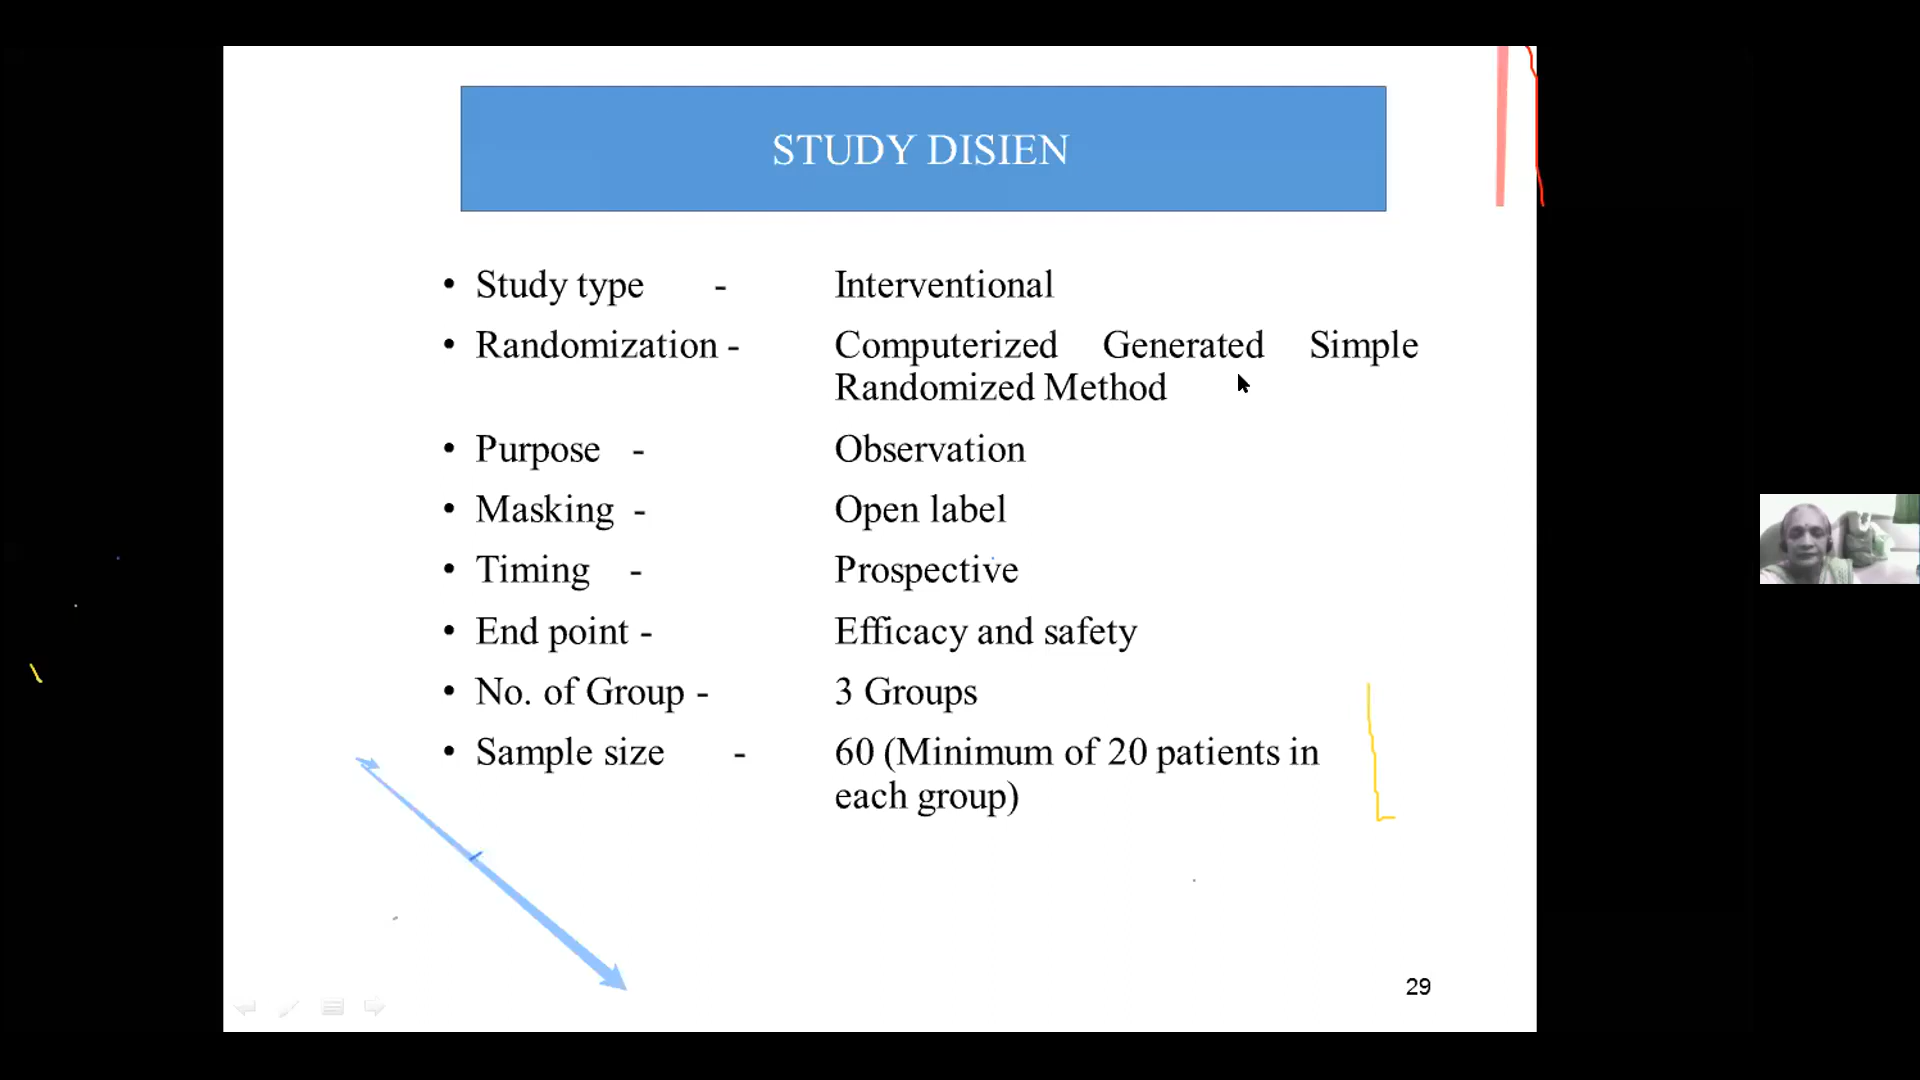 STUDY DISIEN
• Study type - Interventional
• Randomization - Computerized Generated Simple
Randomized Method
• Purpose - Observation
• Masking - Open label
• Timing - Prospective
• End point - Efficacy and safety
• No. of Group - 3 Groups
• Sample size - 60 (Minimum of 20 patients in
each group)
29